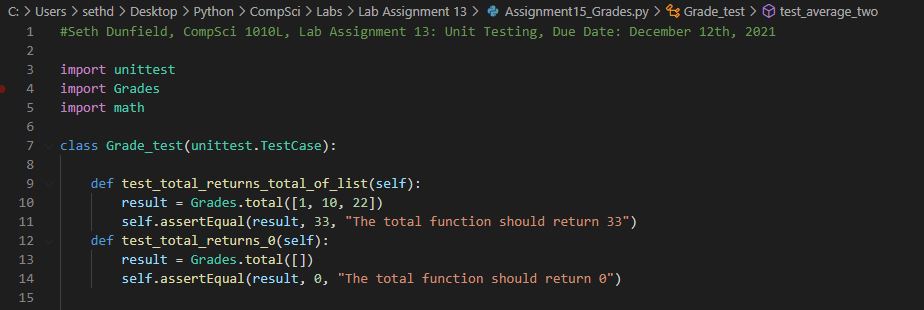 C: > Users > sethd > Desktop > Python > CompSci > Labs > Lab Assignment 13 > Assignment15_Grades.py > Grade_test > test_average_two
1 #Seth Dunfield, CompSci 1010L, Lab Assignment 13: Unit Testing, Due Date: December 12th, 2021
2
3 import unittest
4 import Grades
5 import math
6
7 class Grade_test(unittest.TestCase):
8
9     def test_total_returns_total_of_list(self):
10         result = Grades.total([1, 10, 22])
11         self.assertEqual(result, 33, "The total function should return 33")
12     def test_total_returns_0(self):
13         result = Grades.total([])
14         self.assertEqual(result, 0, "The total function should return 0")
15